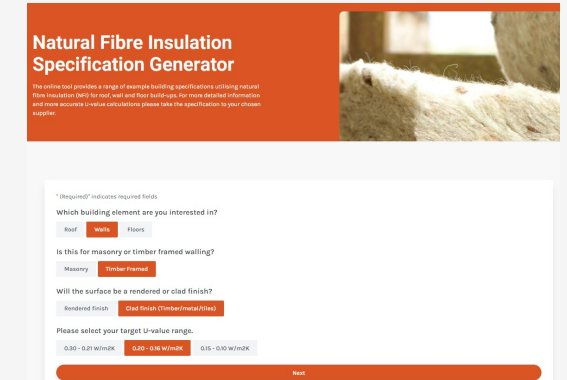 Natural Fibre Insulation
Specification Generator
The online tool provides a range of example building specifications utilising natural
fibre insulation (NFI) for roof, wall and floor build-ups. For more detailed information
and more accurate U-value calculations please take the specification to your chosen
supplier.
"(Required)" indicates required fields
Which building element are you interested in?
Roof Walls Floors
Is this for masonry or timber framed walling?
Masonry Timber Framed
Will the surface be a rendered or clad finish?
Rendered finish Clad finish (Timber/metal/tiles)
Please select your target U-value range.
0.30 - 0.21 W/m2K 0.20 - 0.16 W/m2K 0.15 - 0.10 W/m2K
Next